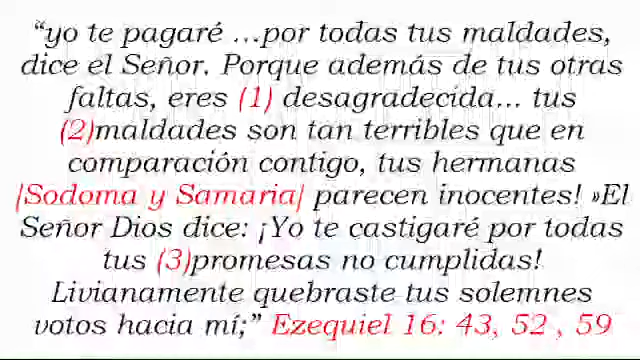 “yo te pagaré ...por todas tus maldades,
dice el Señor. Porque además de tus otras
faltas, eres (1) desagradecida... tus
(2)maldades son tan terribles que en
comparación contigo, tus hermanas
|Sodoma y Samaria| parecen inocentes! »El
Señor Dios dice: ¡Yo te castigaré por todas
tus (3)promesas no cumplidas!
Livianamente quebraste tus solemnes
votos hacia mí;” Ezequiel 16: 43, 52 , 59